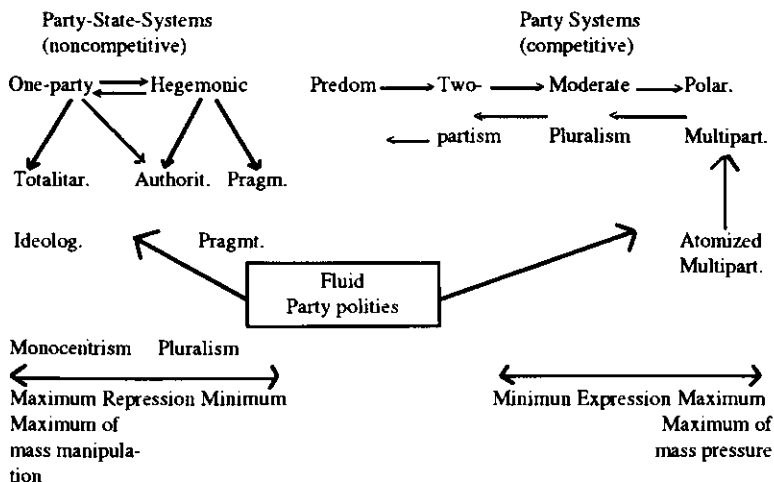 Party-State-Systems
(noncompetitive)
Party Systems
(competitive)
One-party Hegemonic
Predom Two- Moderate Polar.
partism Pluralism Multipart.
Totalitar. Authorit. Pragm.
Ideolog. Pragmt.
Atomized
Multipart.
Fluid
Party polities
Monocentrism Pluralism
Maximum Repression Minimum
Maximum of
mass manipula-
tion
Minimun Expression Maximum
Maximum of
mass pressure